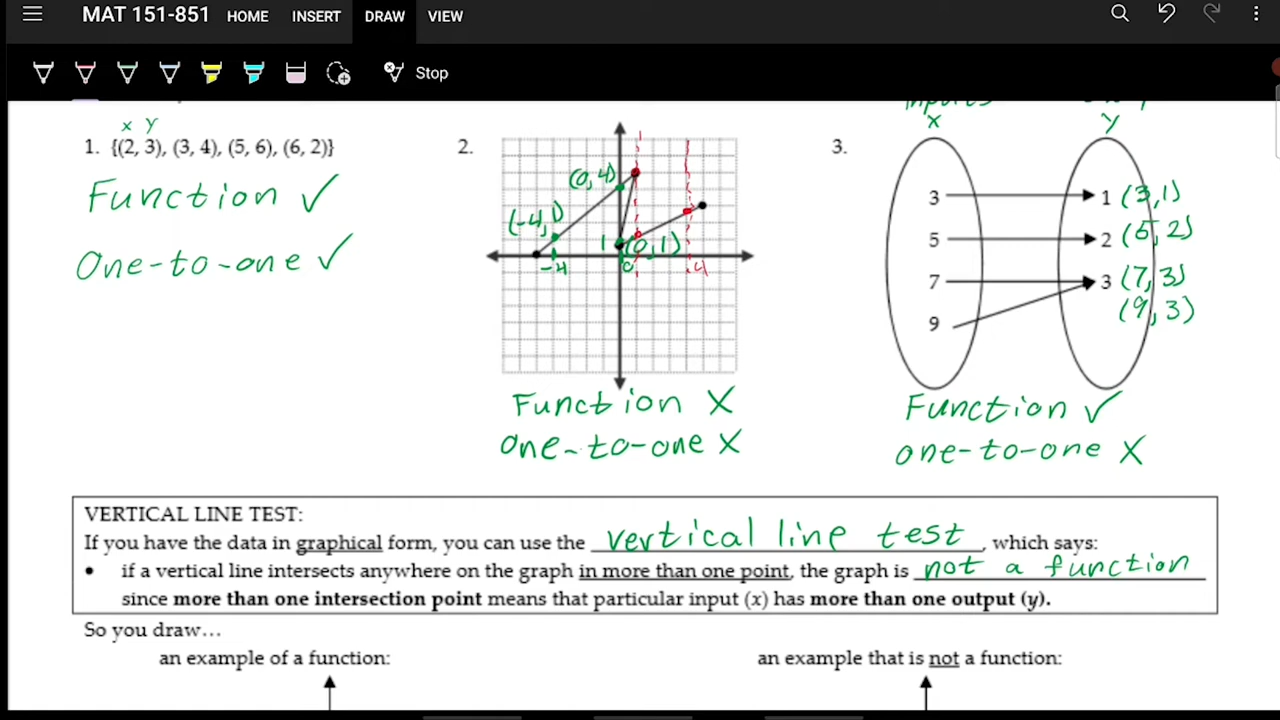 MAT 151-851 HOME INSERT DRAW VIEW
Stop
inputs
x y
x y
1. {(2, 3), (3, 4), (5, 6), (6, 2)}
Function ✓
One-to-one ✓
2.
(0,4)
(-4,1)
1 (0,1)
-4 0 4
Function X
one-to-one X
3.
3 1 (3,1)
5 2 (5,2)
7 3 (7,3)
9 (9,3)
Function ✓
one-to-one X
VERTICAL LINE TEST:
If you have the data in graphical form, you can use the vertical line test, which says:
• if a vertical line intersects anywhere on the graph in more than one point, the graph is not a function
since more than one intersection point means that particular input (x) has more than one output (y).
So you draw…
an example of a function: an example that is not a function: